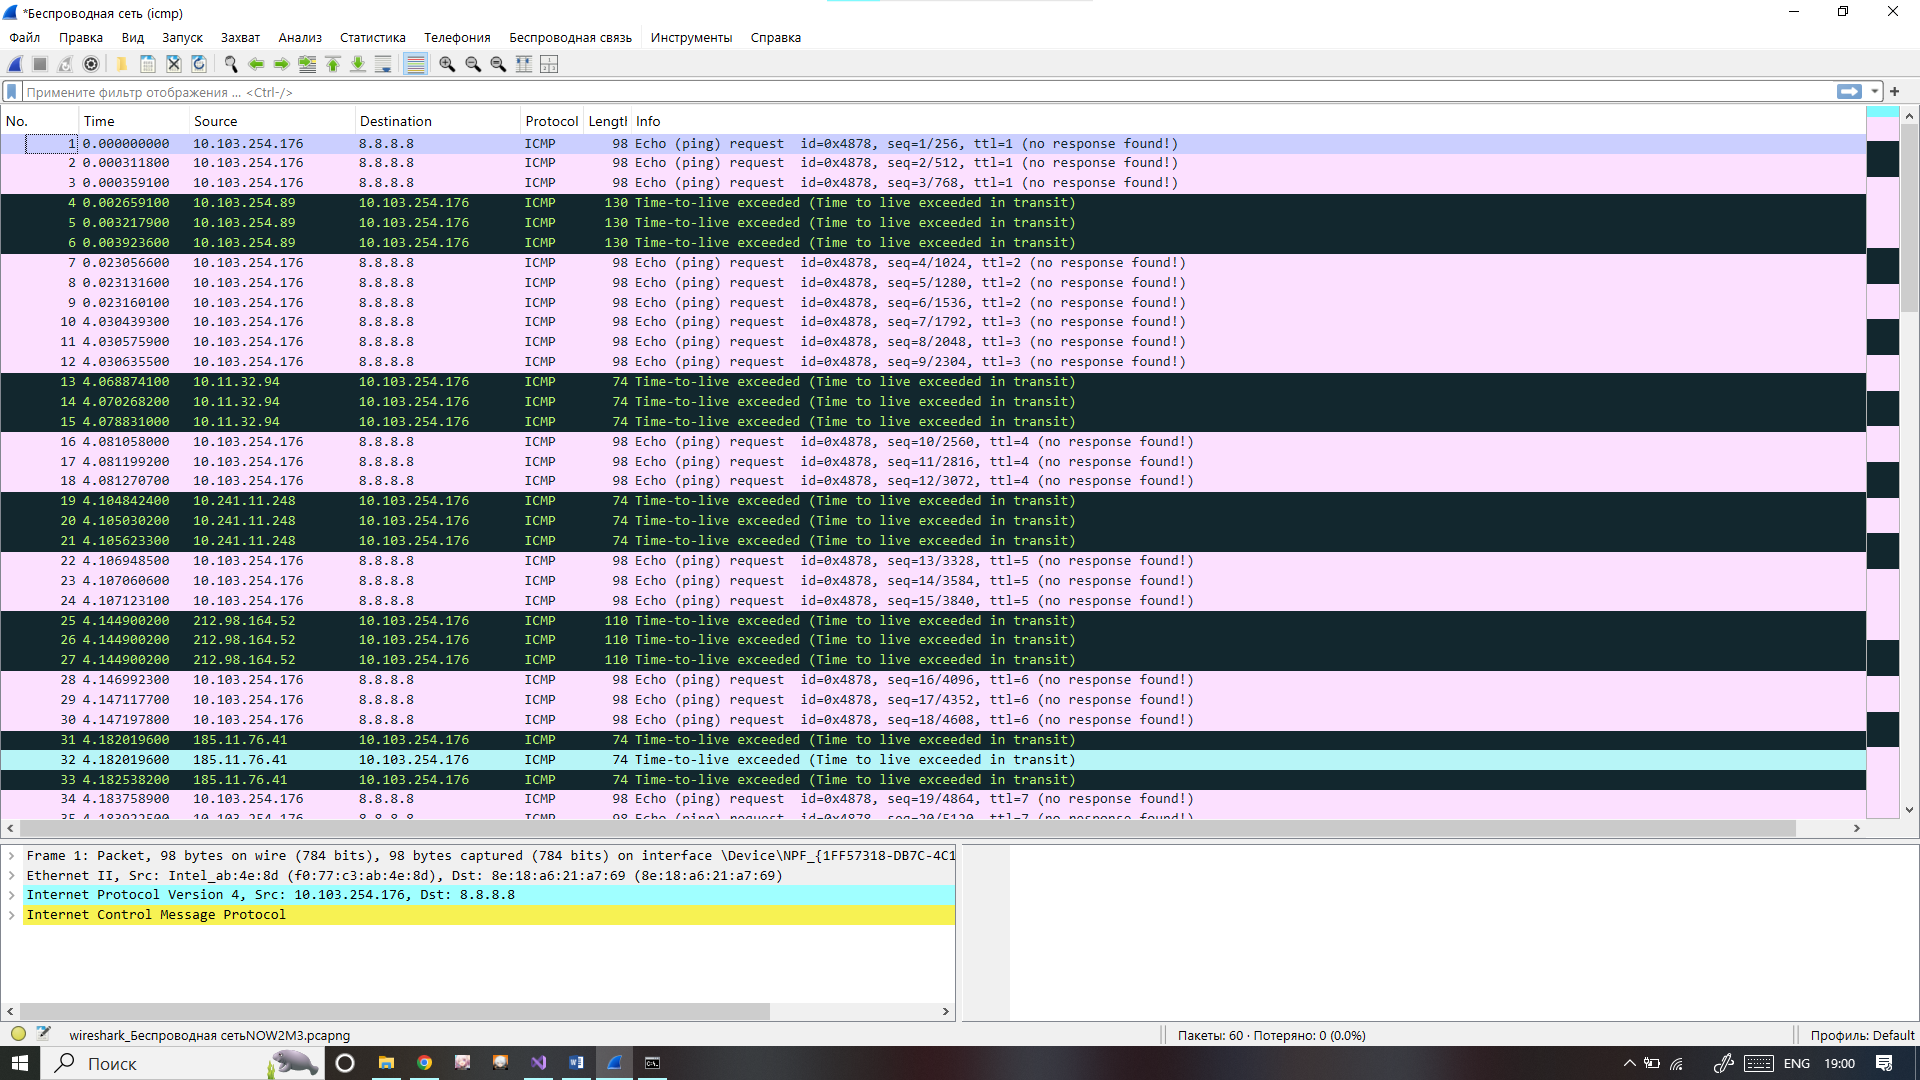 *Беспроводная сеть (icmp)
Файл Правка Вид Запуск Захват Анализ Статистика Телефония Беспроводная связь Инструменты Справка
Примените фильтр отображения ... <Ctrl-/>
No. Time Source Destination Protocol Lengtl Info
1 0.000000000 10.103.254.176 8.8.8.8 ICMP 98 Echo (ping) request id=0x4878, seq=1/256, ttl=1 (no response found!)
2 0.000311800 10.103.254.176 8.8.8.8 ICMP 98 Echo (ping) request id=0x4878, seq=2/512, ttl=1 (no response found!)
3 0.000359100 10.103.254.176 8.8.8.8 ICMP 98 Echo (ping) request id=0x4878, seq=3/768, ttl=1 (no response found!)
4 0.002659100 10.103.254.89 10.103.254.176 ICMP 130 Time-to-live exceeded (Time to live exceeded in transit)
5 0.003217900 10.103.254.89 10.103.254.176 ICMP 130 Time-to-live exceeded (Time to live exceeded in transit)
6 0.003923600 10.103.254.89 10.103.254.176 ICMP 130 Time-to-live exceeded (Time to live exceeded in transit)
7 0.023056600 10.103.254.176 8.8.8.8 ICMP 98 Echo (ping) request id=0x4878, seq=4/1024, ttl=2 (no response found!)
8 0.023131600 10.103.254.176 8.8.8.8 ICMP 98 Echo (ping) request id=0x4878, seq=5/1280, ttl=2 (no response found!)
9 0.023160100 10.103.254.176 8.8.8.8 ICMP 98 Echo (ping) request id=0x4878, seq=6/1536, ttl=2 (no response found!)
10 4.030439300 10.103.254.176 8.8.8.8 ICMP 98 Echo (ping) request id=0x4878, seq=7/1792, ttl=3 (no response found!)
11 4.030575900 10.103.254.176 8.8.8.8 ICMP 98 Echo (ping) request id=0x4878, seq=8/2048, ttl=3 (no response found!)
12 4.030635500 10.103.254.176 8.8.8.8 ICMP 98 Echo (ping) request id=0x4878, seq=9/2304, ttl=3 (no response found!)
13 4.068874100 10.11.32.94 10.103.254.176 ICMP 74 Time-to-live exceeded (Time to live exceeded in transit)
14 4.070268200 10.11.32.94 10.103.254.176 ICMP 74 Time-to-live exceeded (Time to live exceeded in transit)
15 4.078831000 10.11.32.94 10.103.254.176 ICMP 74 Time-to-live exceeded (Time to live exceeded in transit)
16 4.081058000 10.103.254.176 8.8.8.8 ICMP 98 Echo (ping) request id=0x4878, seq=10/2560, ttl=4 (no response found!)
17 4.081199200 10.103.254.176 8.8.8.8 ICMP 98 Echo (ping) request id=0x4878, seq=11/2816, ttl=4 (no response found!)
18 4.081270700 10.103.254.176 8.8.8.8 ICMP 98 Echo (ping) request id=0x4878, seq=12/3072, ttl=4 (no response found!)
19 4.104842400 10.241.11.248 10.103.254.176 ICMP 74 Time-to-live exceeded (Time to live exceeded in transit)
20 4.105030200 10.241.11.248 10.103.254.176 ICMP 74 Time-to-live exceeded (Time to live exceeded in transit)
21 4.105623300 10.241.11.248 10.103.254.176 ICMP 74 Time-to-live exceeded (Time to live exceeded in transit)
22 4.106948500 10.103.254.176 8.8.8.8 ICMP 98 Echo (ping) request id=0x4878, seq=13/3328, ttl=5 (no response found!)
23 4.107060600 10.103.254.176 8.8.8.8 ICMP 98 Echo (ping) request id=0x4878, seq=14/3584, ttl=5 (no response found!)
24 4.107123100 10.103.254.176 8.8.8.8 ICMP 98 Echo (ping) request id=0x4878, seq=15/3840, ttl=5 (no response found!)
25 4.144900200 212.98.164.52 10.103.254.176 ICMP 110 Time-to-live exceeded (Time to live exceeded in transit)
26 4.144900200 212.98.164.52 10.103.254.176 ICMP 110 Time-to-live exceeded (Time to live exceeded in transit)
27 4.144900200 212.98.164.52 10.103.254.176 ICMP 110 Time-to-live exceeded (Time to live exceeded in transit)
28 4.146992300 10.103.254.176 8.8.8.8 ICMP 98 Echo (ping) request id=0x4878, seq=16/4096, ttl=6 (no response found!)
29 4.147117700 10.103.254.176 8.8.8.8 ICMP 98 Echo (ping) request id=0x4878, seq=17/4352, ttl=6 (no response found!)
30 4.147197800 10.103.254.176 8.8.8.8 ICMP 98 Echo (ping) request id=0x4878, seq=18/4608, ttl=6 (no response found!)
31 4.182019600 185.11.76.41 10.103.254.176 ICMP 74 Time-to-live exceeded (Time to live exceeded in transit)
32 4.182019600 185.11.76.41 10.103.254.176 ICMP 74 Time-to-live exceeded (Time to live exceeded in transit)
33 4.182538200 185.11.76.41 10.103.254.176 ICMP 74 Time-to-live exceeded (Time to live exceeded in transit)
34 4.183758900 10.103.254.176 8.8.8.8 ICMP 98 Echo (ping) request id=0x4878, seq=19/4864, ttl=7 (no response found!)
35 4.183922500 10.103.254.176 8.8.8.8 ICMP 98 Echo (ping) request id=0x4878, seq=20/5120, ttl=7 (no response found!)
Frame 1: Packet, 98 bytes on wire (784 bits), 98 bytes captured (784 bits) on interface \Device\NPF_{1FF57318-DB7C-4C1
Ethernet II, Src: Intel_ab:4e:8d (f0:77:c3:ab:4e:8d), Dst: 8e:18:a6:21:a7:69 (8e:18:a6:21:a7:69)
Internet Protocol Version 4, Src: 10.103.254.176, Dst: 8.8.8.8
Internet Control Message Protocol
wireshark_Беспроводная сетьNOW2M3.pcapng
Пакеты: 60 · Потеряно: 0 (0.0%)
Профиль: Default
Поиск
ENG 19:00